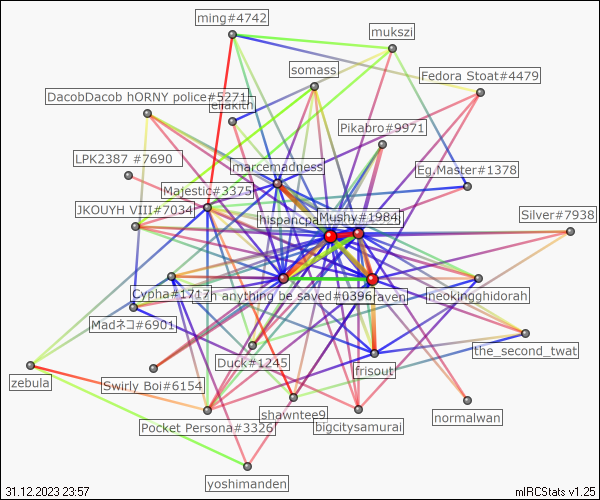 ming#4742
mukszi
somass
Fedora Stoat#4479
DacobDacob hORNY police#5271
Pikabro#9971
LPK2387 #7690
marcemadness
Eg.Master#1378
Majestic#3375
JKOUYH VIII#7034
Mushy#1984
Silver#7938
Cypha#1717
anything be saved#0396
neokingghidorah
Madネコ#6901
the_second_twat
Duck#1245
frisout
zebula
Swirly Boi#6154
shawntee9
normalwan
Pocket Persona#3326
bigcitysamurai
yoshimanden
31.12.2023 23:57
mIRCStats v1.25